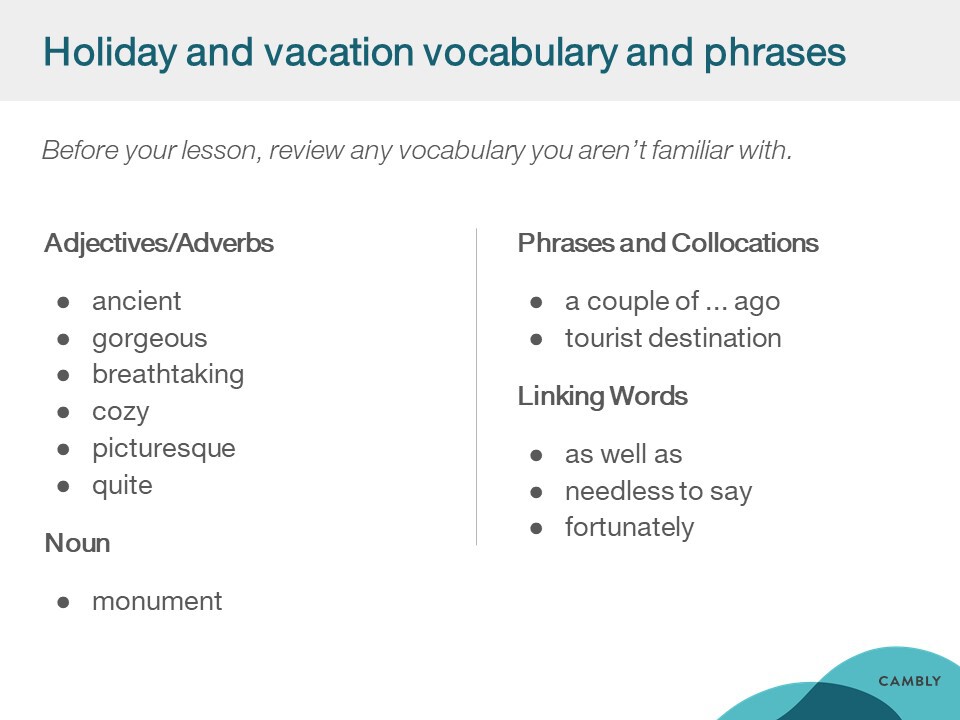 Holiday and vacation vocabulary and phrases
Before your lesson, review any vocabulary you aren't familiar with.
Adjectives/Adverbs
● ancient
● gorgeous
● breathtaking
● cozy
● picturesque
● quite
Noun
● monument
Phrases and Collocations
● a couple of ... ago
● tourist destination
Linking Words
● as well as
● needless to say
● fortunately
CAMBLY